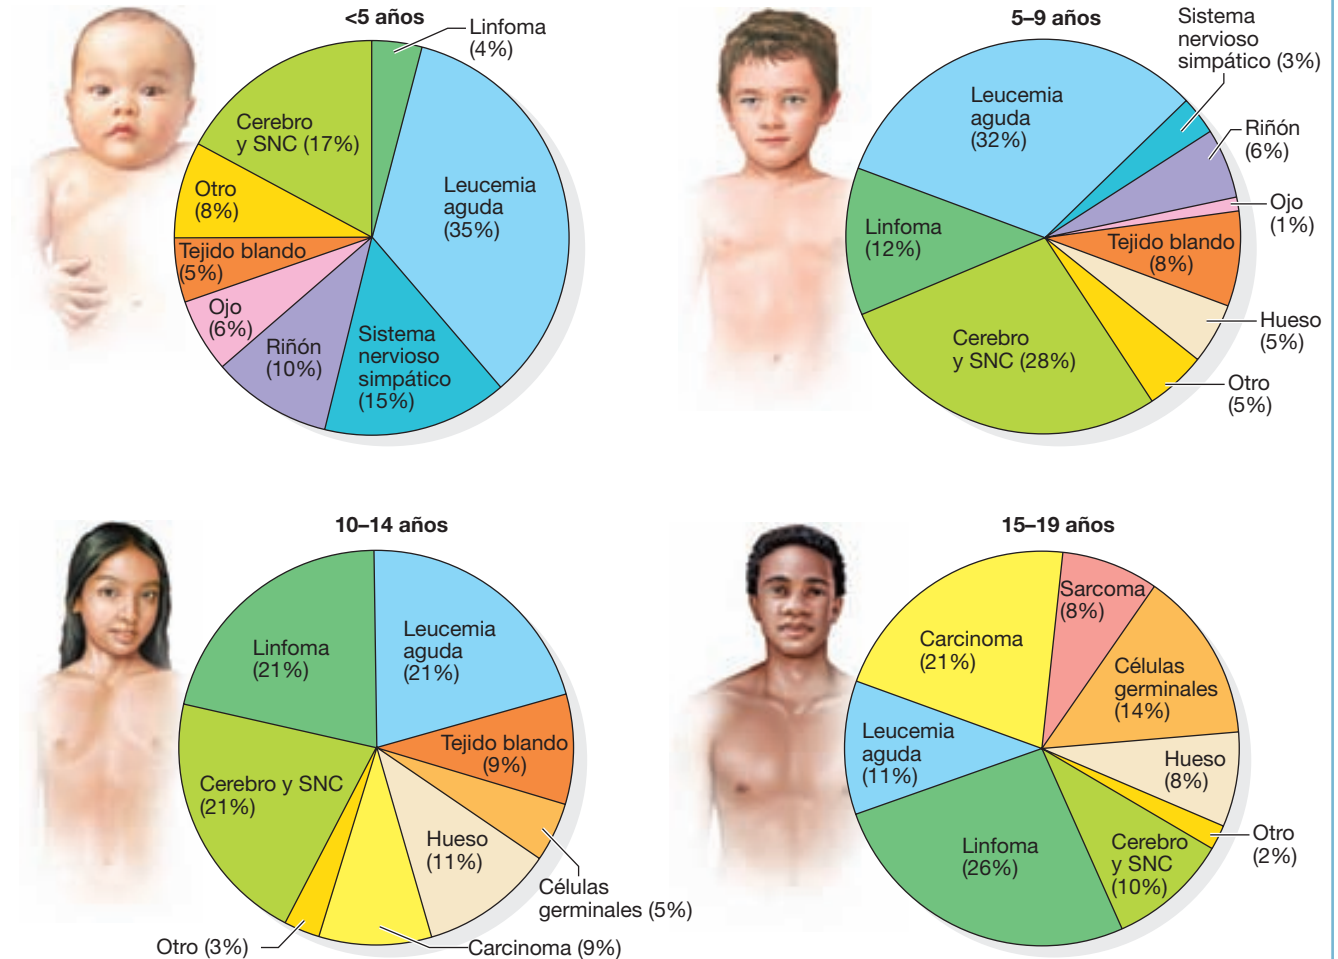 <5 años
Linfoma
(4%)
Leucemia
aguda
(35%)
Sistema
nervioso
simpático
(15%)
Riñón
(10%)
Ojo
(6%)
Tejido blando
(5%)
Otro
(8%)
Cerebro
y SNC (17%)
5–9 años
Sistema
nervioso
simpático (3%)
Riñón
(6%)
Ojo
(1%)
Tejido blando
(8%)
Hueso
(5%)
Otro
(5%)
Cerebro
y SNC (28%)
Linfoma
(12%)
Leucemia
aguda
(32%)
10–14 años
Leucemia
aguda
(21%)
Tejido blando
(9%)
Células
germinales (5%)
Hueso
(11%)
Carcinoma (9%)
Otro (3%)
Cerebro y SNC
(21%)
Linfoma
(21%)
15–19 años
Sarcoma
(8%)
Células
germinales
(14%)
Hueso
(8%)
Otro
(2%)
Cerebro
y SNC
(10%)
Linfoma
(26%)
Leucemia
aguda
(11%)
Carcinoma
(21%)